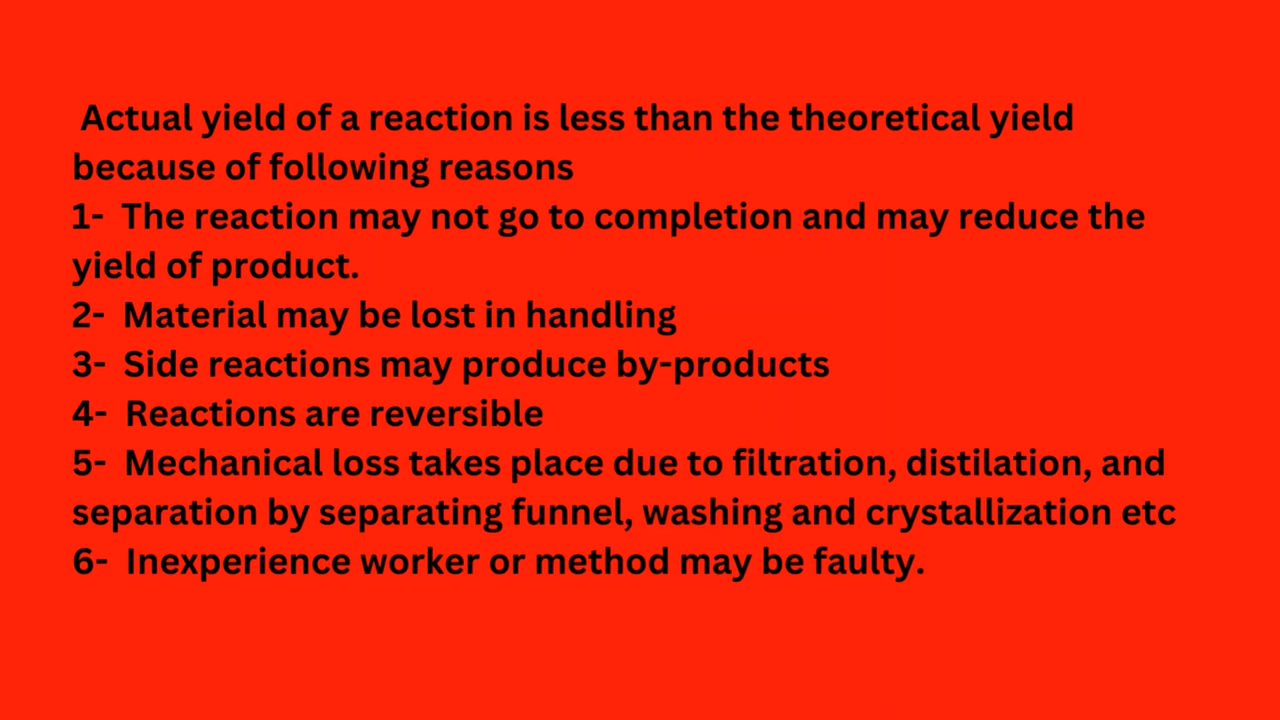 Actual yield of a reaction is less than the theoretical yield
because of following reasons
1-  The reaction may not go to completion and may reduce the
yield of product.
2-  Material may be lost in handling
3-  Side reactions may produce by-products
4-  Reactions are reversible
5-  Mechanical loss takes place due to filtration, distilation, and
separation by separating funnel, washing and crystallization etc
6-  Inexperience worker or method may be faulty.